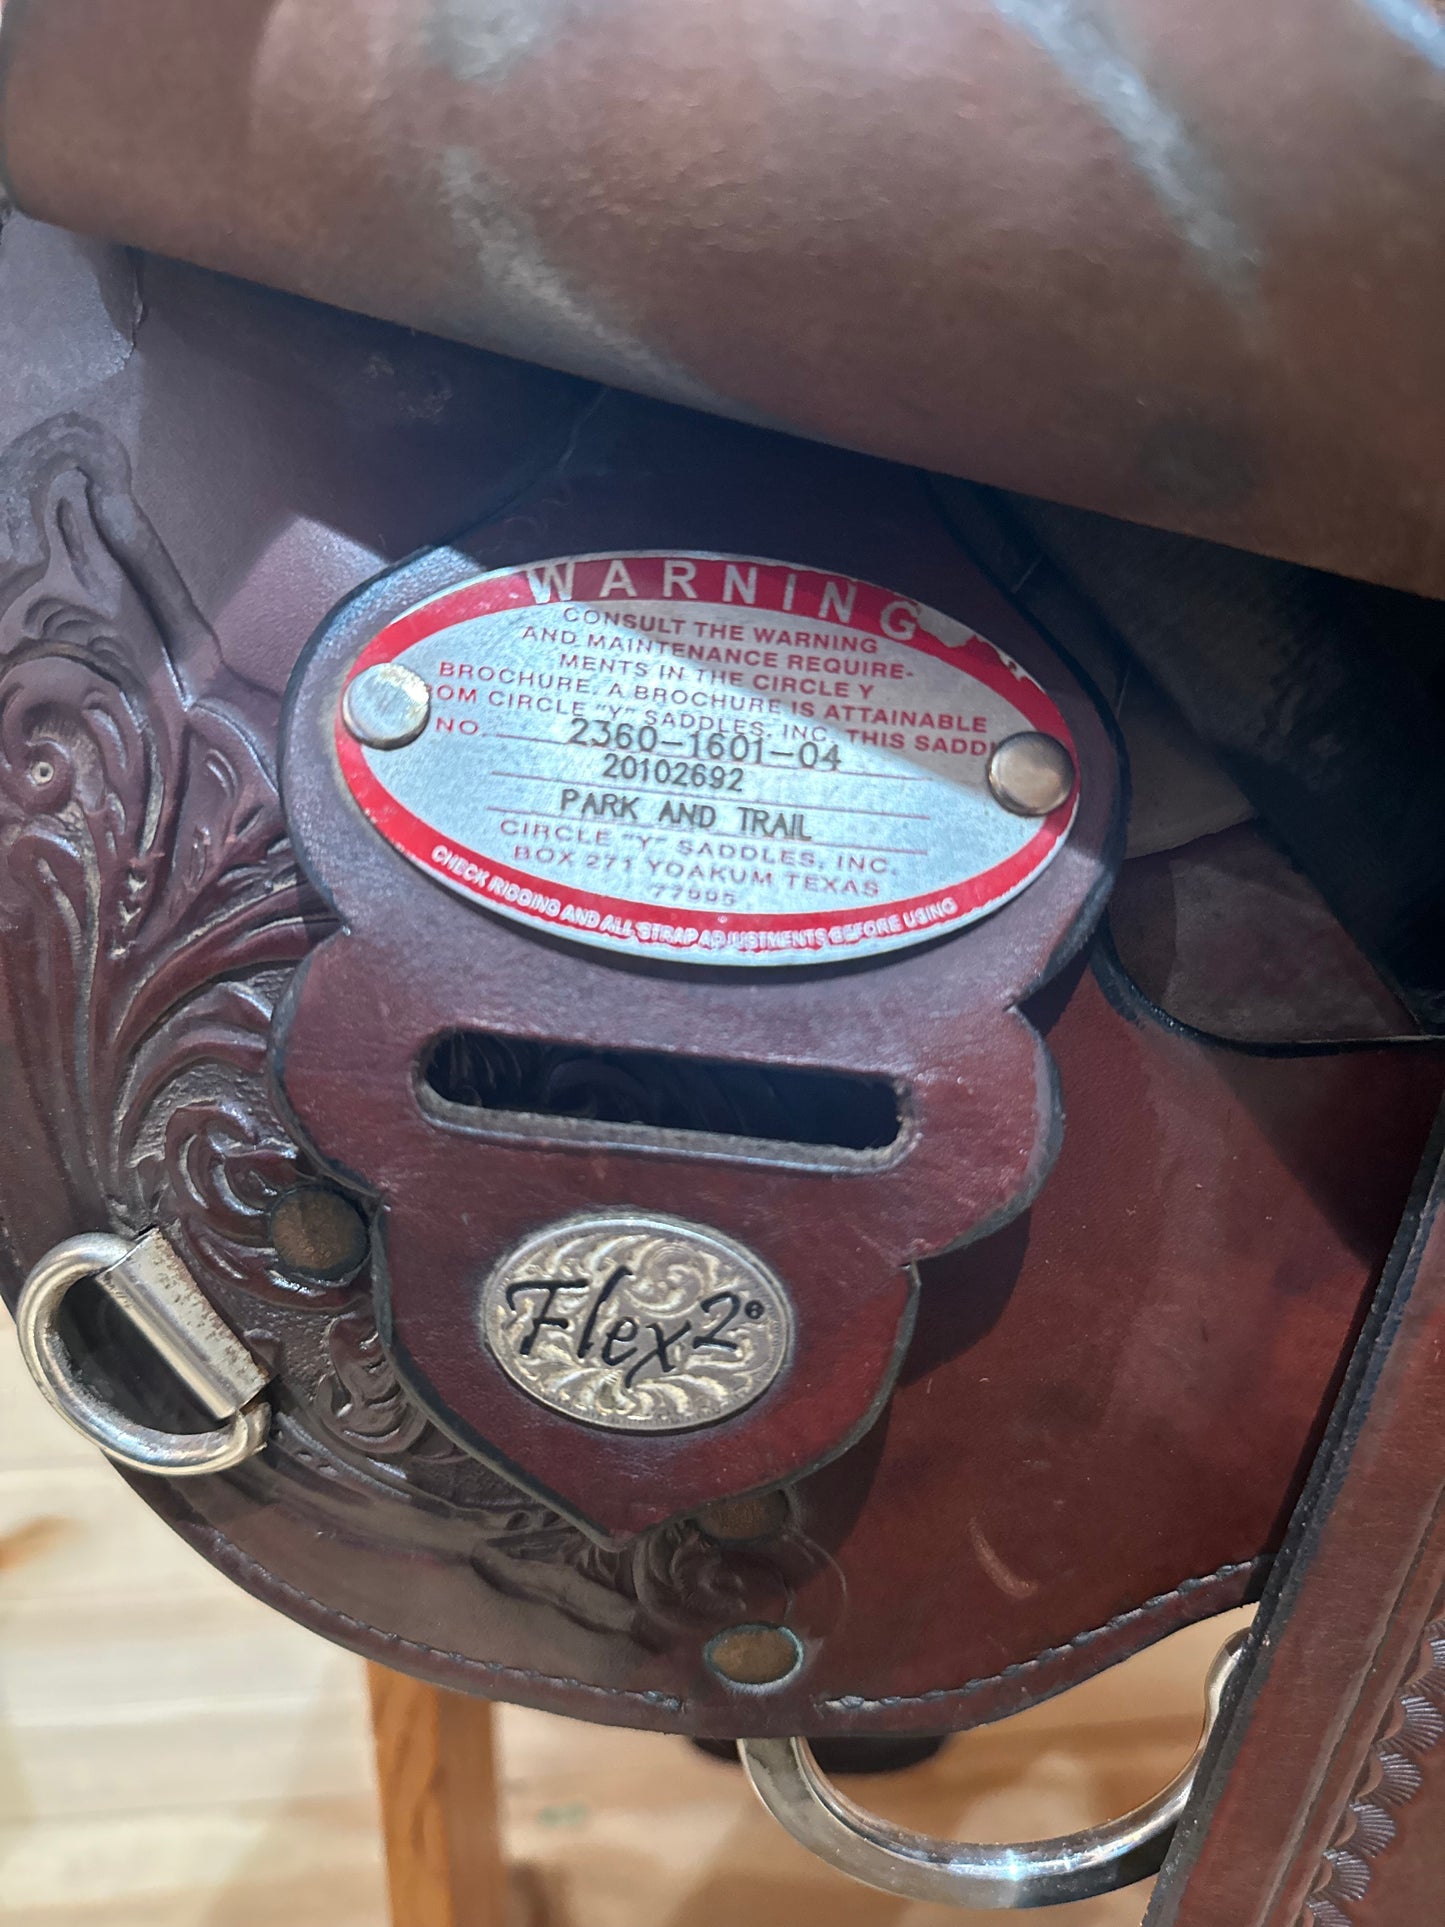 WARNING
CONSULT THE WARNING
AND MAINTENANCE REQUIRE-
MENTS IN THE CIRCLE Y
BROCHURE. A BROCHURE IS ATTAINABLE
OM CIRCLE "Y" SADDLES, INC. THIS SADDL
NO. 2360-1601-04
20102692
PARK AND TRAIL
CIRCLE "Y" SADDLES, INC.
BOX 271 YOAKUM TEXAS
77995
CHECK RIGGING AND ALL STRAP ADJUSTMENTS BEFORE USING
Flex2®